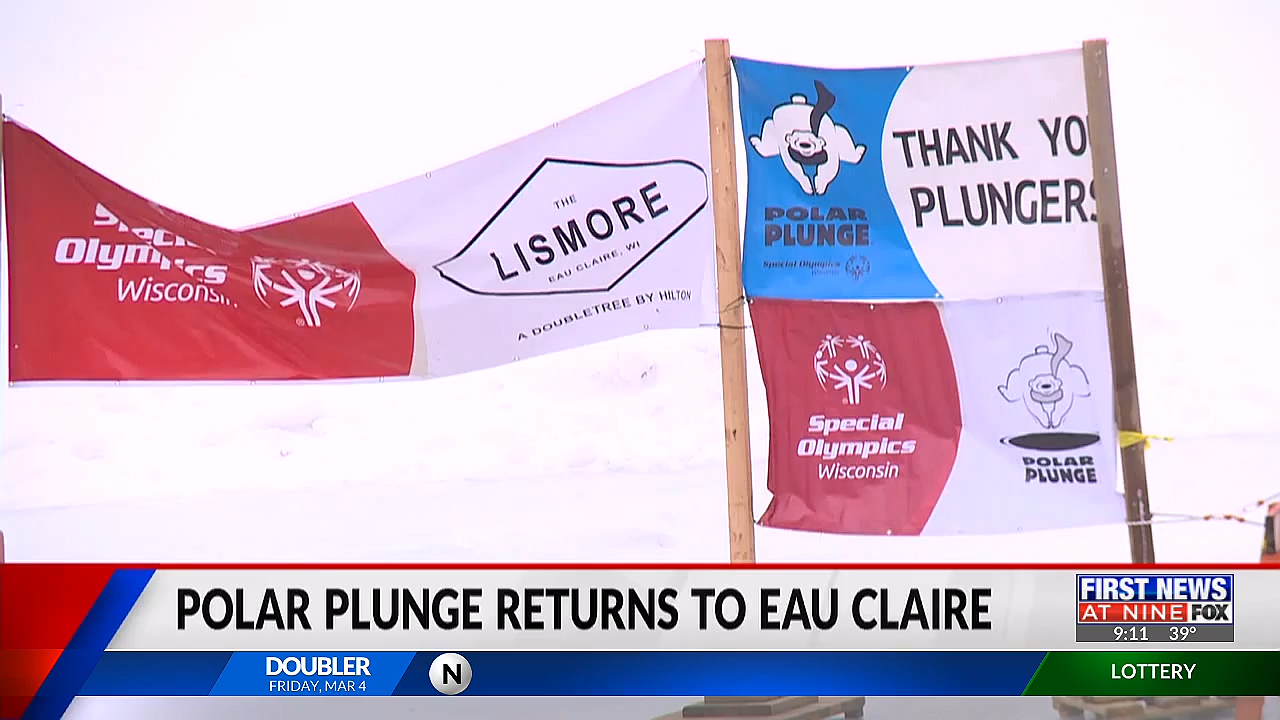 Special
Olympics
Wisconsin
THE
LISMORE
EAU CLAIRE, WI
A DOUBLETREE BY HILTON
POLAR
PLUNGE
Special Olympics
Wisconsin
THANK YOU
PLUNGERS
Special
Olympics
Wisconsin
POLAR
PLUNGE
POLAR PLUNGE RETURNS TO EAU CLAIRE
FIRST NEWS
AT NINE FOX
9:11 39°
DOUBLER
FRIDAY, MAR 4
N
LOTTERY